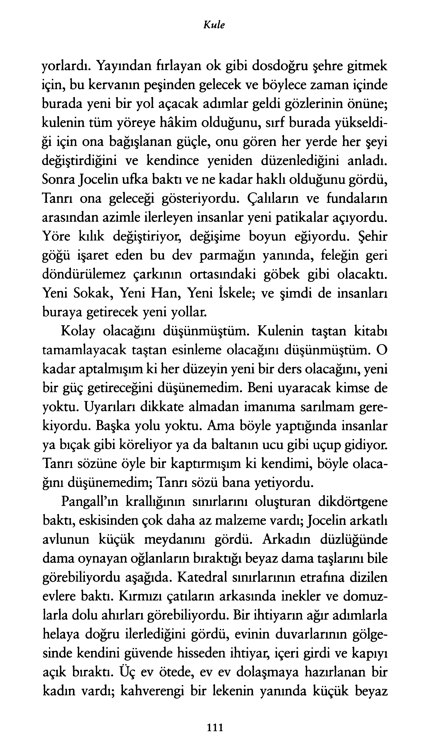 Kule
yorlardı. Yayından fırlayan ok gibi dosdoğru şehre gitmek
için, bu kervanın peşinden gelecek ve böylece zaman içinde
burada yeni bir yol açacak adımlar geldi gözlerinin önüne;
kulenin tüm yöreye hâkim olduğunu, sırf burada yükseldi-
ği için ona bağışlanan güçle, onu gören her yerde her şeyi
değiştirdiğini ve kendince yeniden düzenlediğini anladı.
Sonra Jocelin ufka baktı ve ne kadar haklı olduğunu gördü,
Tanrı ona geleceği gösteriyordu. Çalıların ve fundaların
arasından azimle ilerleyen insanlar yeni patikalar açıyordu.
Yöre kılık değiştiriyor, değişime boyun eğiyordu. Şehir
göğü işaret eden bu dev parmağın yanında, feleğin geri
döndürülemez çarkının ortasındaki göbek gibi olacaktı.
Yeni Sokak, Yeni Han, Yeni İskele; ve şimdi de insanları
buraya getirecek yeni yollar.
Kolay olacağını düşünmüştüm. Kulenin taştan kitabı
tamamlayacak taştan esinleme olacağını düşünmüştüm. O
kadar aptalmışım ki her düzeyin yeni bir ders olacağını, yeni
bir güç getireceğini düşünemedim. Beni uyaracak kimse de
yoktu. Uyarıları dikkate almadan imanıma sarılmam gere-
kiyordu. Başka yolu yoktu. Ama böyle yaptığında insanlar
ya bıçak gibi köreliyor ya da baltanın ucu gibi uçup gidiyor.
Tanrı sözüne öyle bir kaptırmışım ki kendimi, böyle olaca-
ğını düşünemedim; Tanrı sözü bana yetiyordu.
Pangall'ın krallığının sınırlarını oluşturan dikdörtgene
baktı, eskisinden çok daha az malzeme vardı; Jocelin arkatlı
avlunun küçük meydanını gördü. Arkadın düzlüğünde
dama oynayan oğlanların bıraktığı beyaz dama taşlarını bile
görebiliyordu aşağıda. Katedral sınırlarının etrafına dizilen
evlere baktı. Kırmızı çatıların arkasında inekler ve domuz-
larla dolu ahırları görebiliyordu. Bir ihtiyarın ağır adımlarla
helaya doğru ilerlediğini gördü, evinin duvarlarının gölge-
sinde kendini güvende hisseden ihtiyar, içeri girdi ve kapıyı
açık bıraktı. Üç ev ötede, ev ev dolaşmaya hazırlanan bir
kadın vardı; kahverengi bir lekenin yanında küçük beyaz
111